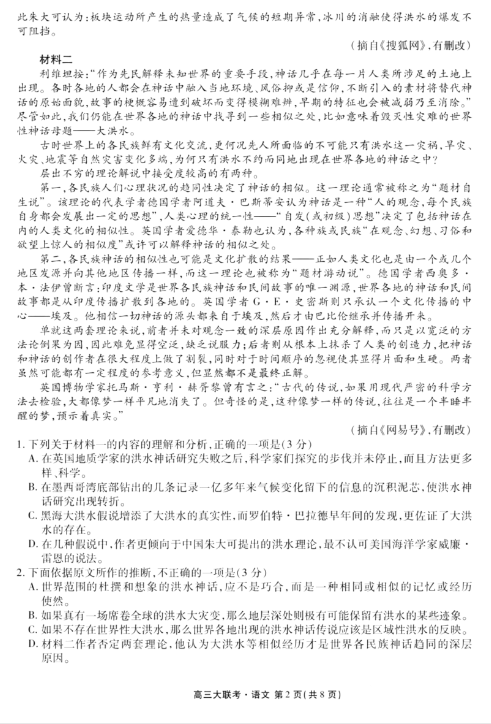 此朱大可认为:板块运动所产生的热量造成了气候的短期异常,冰川的消融使得洪水的爆发不
可阻挡。
(摘自《搜狐网》,有删改)
材料二
利维坦按:“作为先民解释未知世界的重要手段,神话几乎在每一片人类所涉足的土地上
出现。各时各地的人都会在神话中融入当地环境、风俗抑或是信仰,不断引入的素材将替代神
话的原始面貌,故事的梗概容易遭到破坏而变得模糊难辨,早期的特征也会被减弱乃至消除。”
尽管如此,我们仍能在世界各地的神话中找寻到一些相似之处,比如意味着毁灭性灾难的世界
性神话母题——大洪水。
古时世界上的各民族鲜有文化交流,更何况先人所面临的不可能只有洪水这一灾祸,旱灾、
火灾、地震等自然灾害变化多端,为何只有洪水不约而同地出现在世界各地的神话之中?
层出不穷的理论解说中接受度较高的有两种。
第一,各民族人们心理状况的趋同性决定了神话的相似。这一理论通常被称之为“题材自
生说”。该理论的代表学者德国学者阿道夫·巴斯蒂安认为神话是一种“人的观念,每个民族
自身都会发展出一定的思想”,人类心理的统一性——“自发(或初级)思想”决定了包括神话在
内的人类文化的相似性。英国学者爱德华·泰勒也认为,各种族或民族“在观念、幻想、习俗和
欲望上惊人的相似度”或许可以解释神话的相似之处。
第二,各民族神话的相似性也可能是文化扩散的结果——正如人类文化也是由一个或几个
地区发源并向其他地区传播一样,而这一理论也被称为“题材游动说”。德国学者西奥多·
本·法伊曾断言:印度文学是世界各民族神话和民间故事的唯一渊源,世界各地的神话和民间
故事都是从印度传播扩散到各地的。英国学者G·E·史密斯则只承认一个文化传播的中
心——埃及。他相信一切神话的源头都来自于埃及,然后才由巴比伦继承并传播开来。
单就这两套理论来说,前者并未对观念一致的深层原因作出充分解释,而只是以宽泛的方
法论倒果为因,因此难免显得空泛,缺乏说服力;后者则从根本上抹杀了人类的创造力,把神话
和神话的创作者在很大程度上做了割裂,同时对于时间顺序的忽视使其显得片面和生硬。两者
虽然可能都有一定程度的参考意义,但显然都不是最终正解。
英国博物学家托马斯·亨利·赫胥黎曾有言之:“古代的传说,如果用现代严密的科学方
法去检验,大都像梦一样平凡地消失了。但奇怪的是,这种像梦一样的传说,往往是一个半睡半
醒的梦,预示着真实。”
(摘自《网易号》,有删改)
1. 下列关于材料一的内容的理解和分析,正确的一项是(3 分)
A. 在英国地质学家的洪水神话研究失败之后,科学家们探究的步伐并未停止,而且方法更多
样、科学。
B. 在墨西哥湾底部钻出的几条记录一亿多年来气候变化留下的信息的沉积泥芯,使洪水神
话研究出现转折。
C. 黑海大洪水假说增添了大洪水的真实性,而罗伯特·巴拉德早年间的发现,更佐证了大洪
水的存在。
D. 在几种假说中,作者更倾向于中国朱大可提出的洪水理论,最不认可美国海洋学家威廉·
雷恩的说法。
2. 下面依据原文所作的推断,不正确的一项是(3 分)
A. 世界范围的杜撰和想象的洪水神话,应不是巧合,而是一种相同或相似的记忆或经历
使然。
B. 如果真有一场席卷全球的洪水大灾变,那么地层深处则极有可能保留有洪水的某些迹象。
C. 如果不存在世界性大洪水,那么世界各地出现的洪水神话传说应该是区域性洪水的反映。
D. 材料二作者否定两套理论,他认为大洪水等相似经历才是世界各民族神话趋同的深层
原因。
高三大联考·语文 第 2 页(共 8 页)